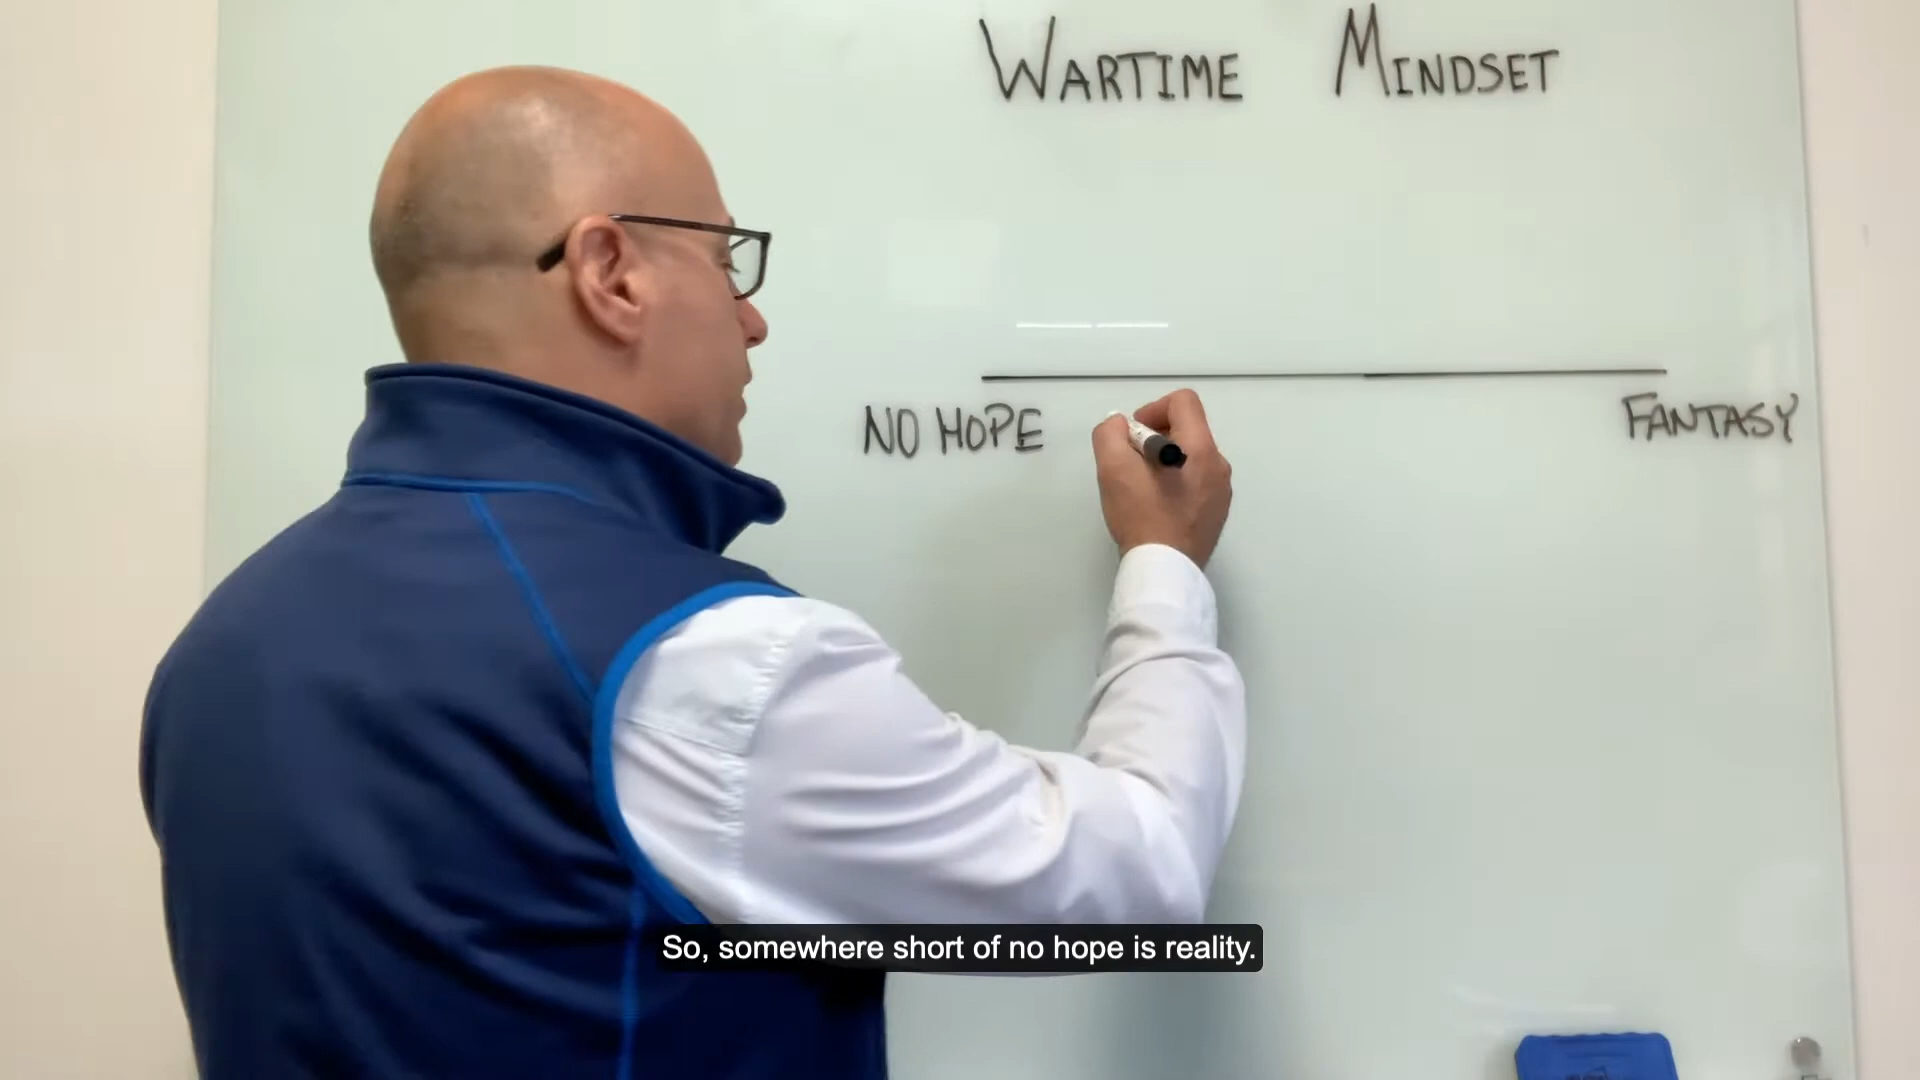 WARTIME MINDSET
NO HOPE FANTASY
So, somewhere short of no hope is reality.